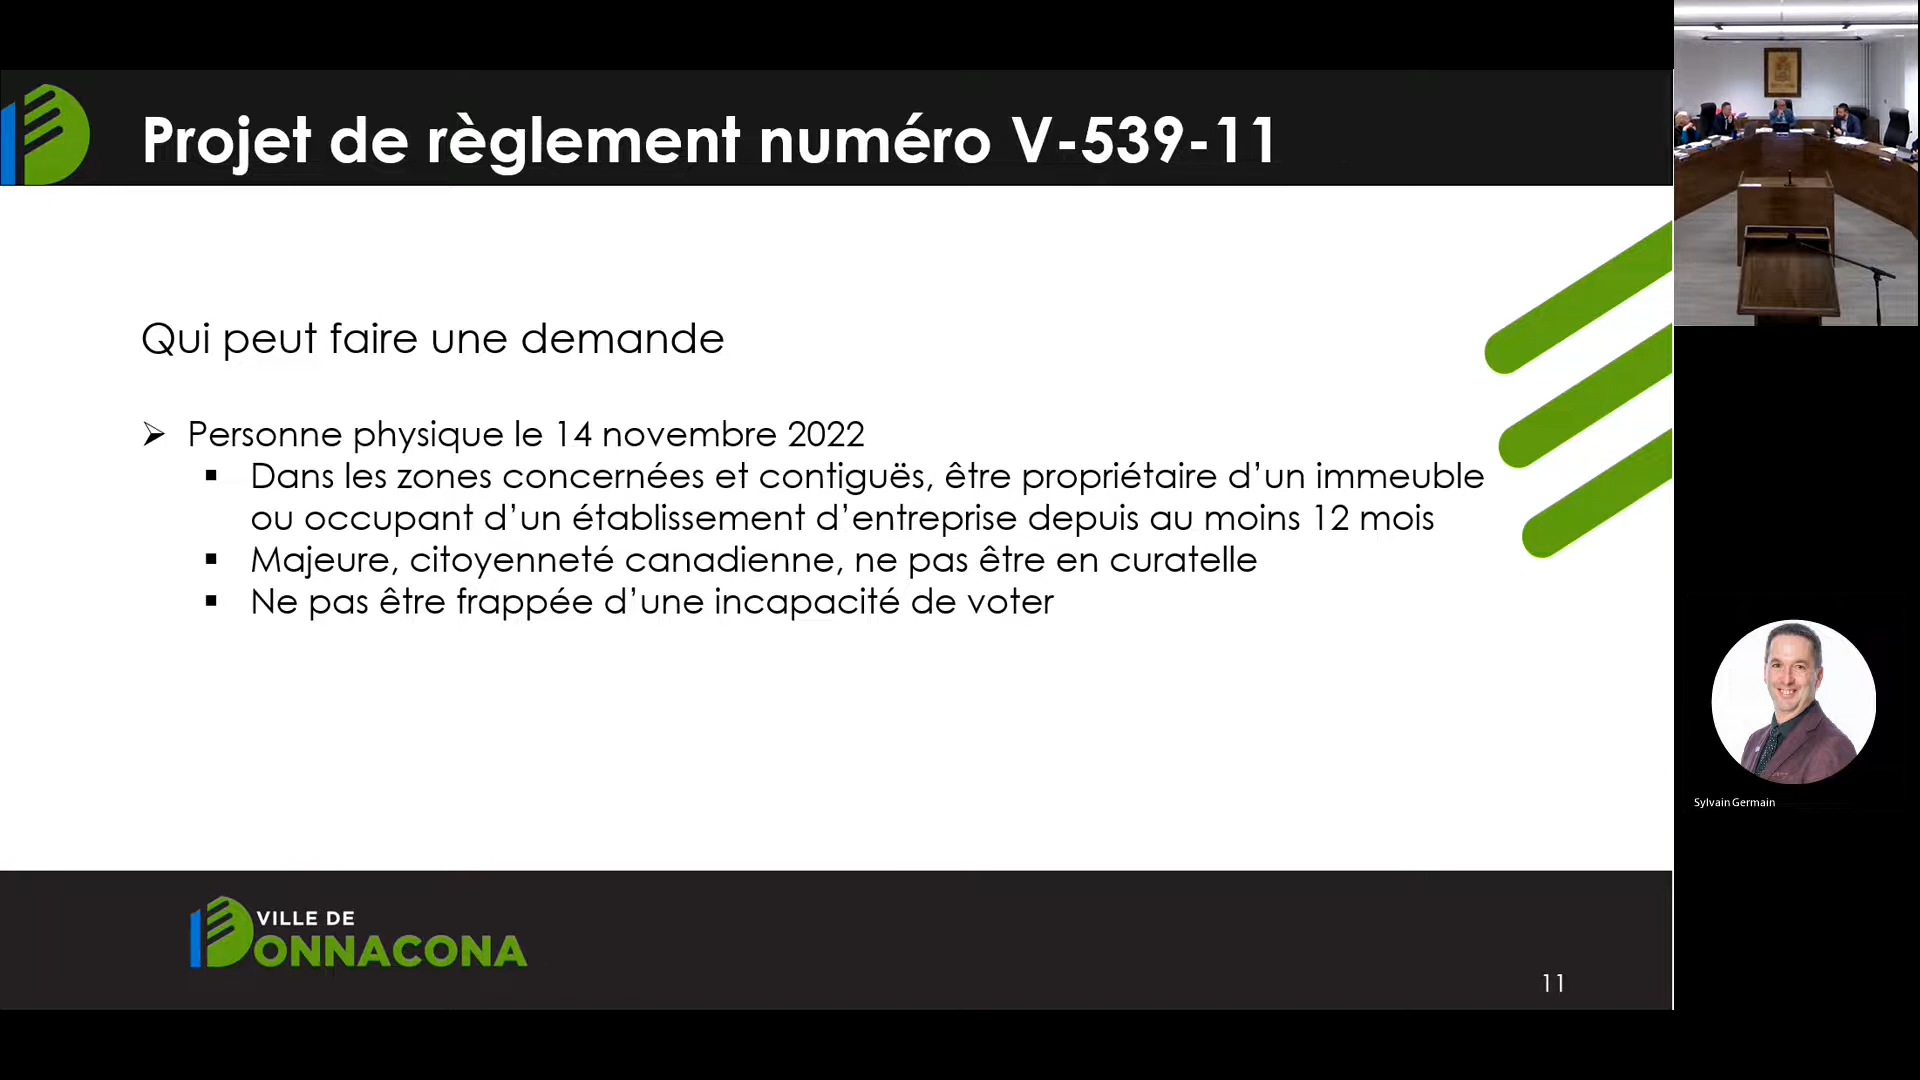 Projet de règlement numéro V-539-11
Qui peut faire une demande
➢ Personne physique le 14 novembre 2022
▪ Dans les zones concernées et contiguës, être propriétaire d’un immeuble
ou occupant d’un établissement d’entreprise depuis au moins 12 mois
▪ Majeure, citoyenneté canadienne, ne pas être en curatelle
▪ Ne pas être frappée d’une incapacité de voter
Sylvain Germain
VILLE DE
DONNACONA
11